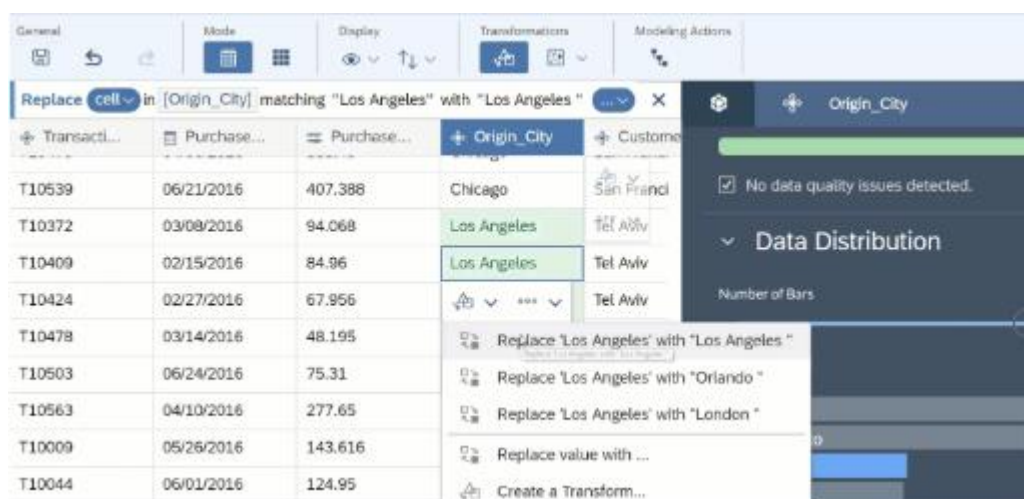 General Mode Display Transformations Modeling Actions
Replace cell in [Origin_City] matching "Los Angeles" with "Los Angeles " ...
Origin_City
Transacti... Purchase... Purchase... Origin_City Customer
T10539 06/21/2016 407.388 Chicago San Franci
No data quality issues detected.
T10372 03/08/2016 94.068 Los Angeles Tel Aviv
Data Distribution
T10409 02/15/2016 84.96 Los Angeles Tel Aviv
T10424 02/27/2016 67.956 Tel Aviv
Number of Bars
T10478 03/14/2016 48.195
Replace 'Los Angeles' with "Los Angeles "
T10503 06/24/2016 75.31
Replace 'Los Angeles' with "Orlando "
T10563 04/10/2016 277.65
Replace 'Los Angeles' with "London "
T10009 05/26/2016 143.616
Replace value with ...
T10044 06/01/2016 124.95
Create a Transform...